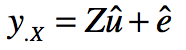 y.X = Zû + ê